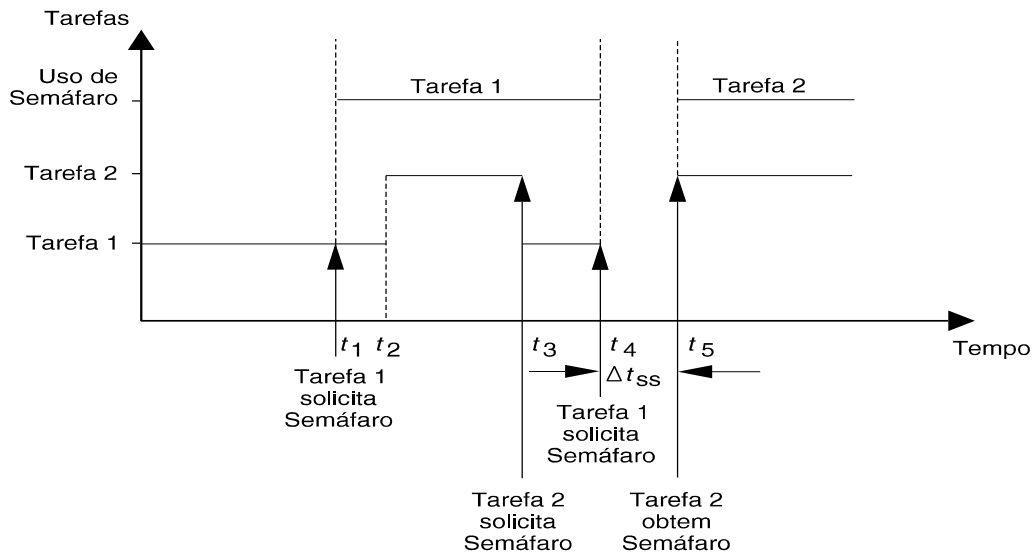 Tarefas
Uso de
Semáfaro
Tarefa 1
Tarefa 2
Tarefa 2
Tarefa 1
t1
t2
t3
t4
t5
Tempo
Δtss
Tarefa 1
solicita
Semáfaro
Tarefa 1
solicita
Semáfaro
Tarefa 2
solicita
Semáfaro
Tarefa 2
obtem
Semáfaro